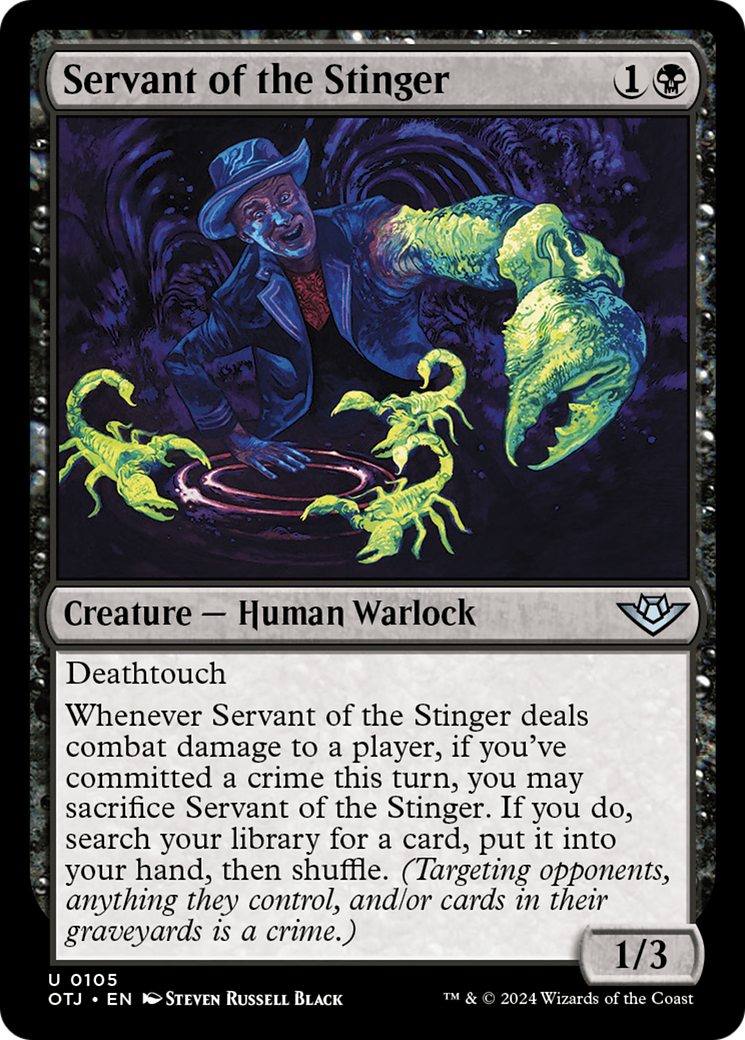 Servant of the Stinger 1
Creature — Human Warlock
Deathtouch
Whenever Servant of the Stinger deals
combat damage to a player, if you've
committed a crime this turn, you may
sacrifice Servant of the Stinger. If you do,
search your library for a card, put it into
your hand, then shuffle. (Targeting opponents,
anything they control, and/or cards in their
graveyards is a crime.)
1/3
U 0105
OTJ • EN Steven Russell Black ™ & © 2024 Wizards of the Coast